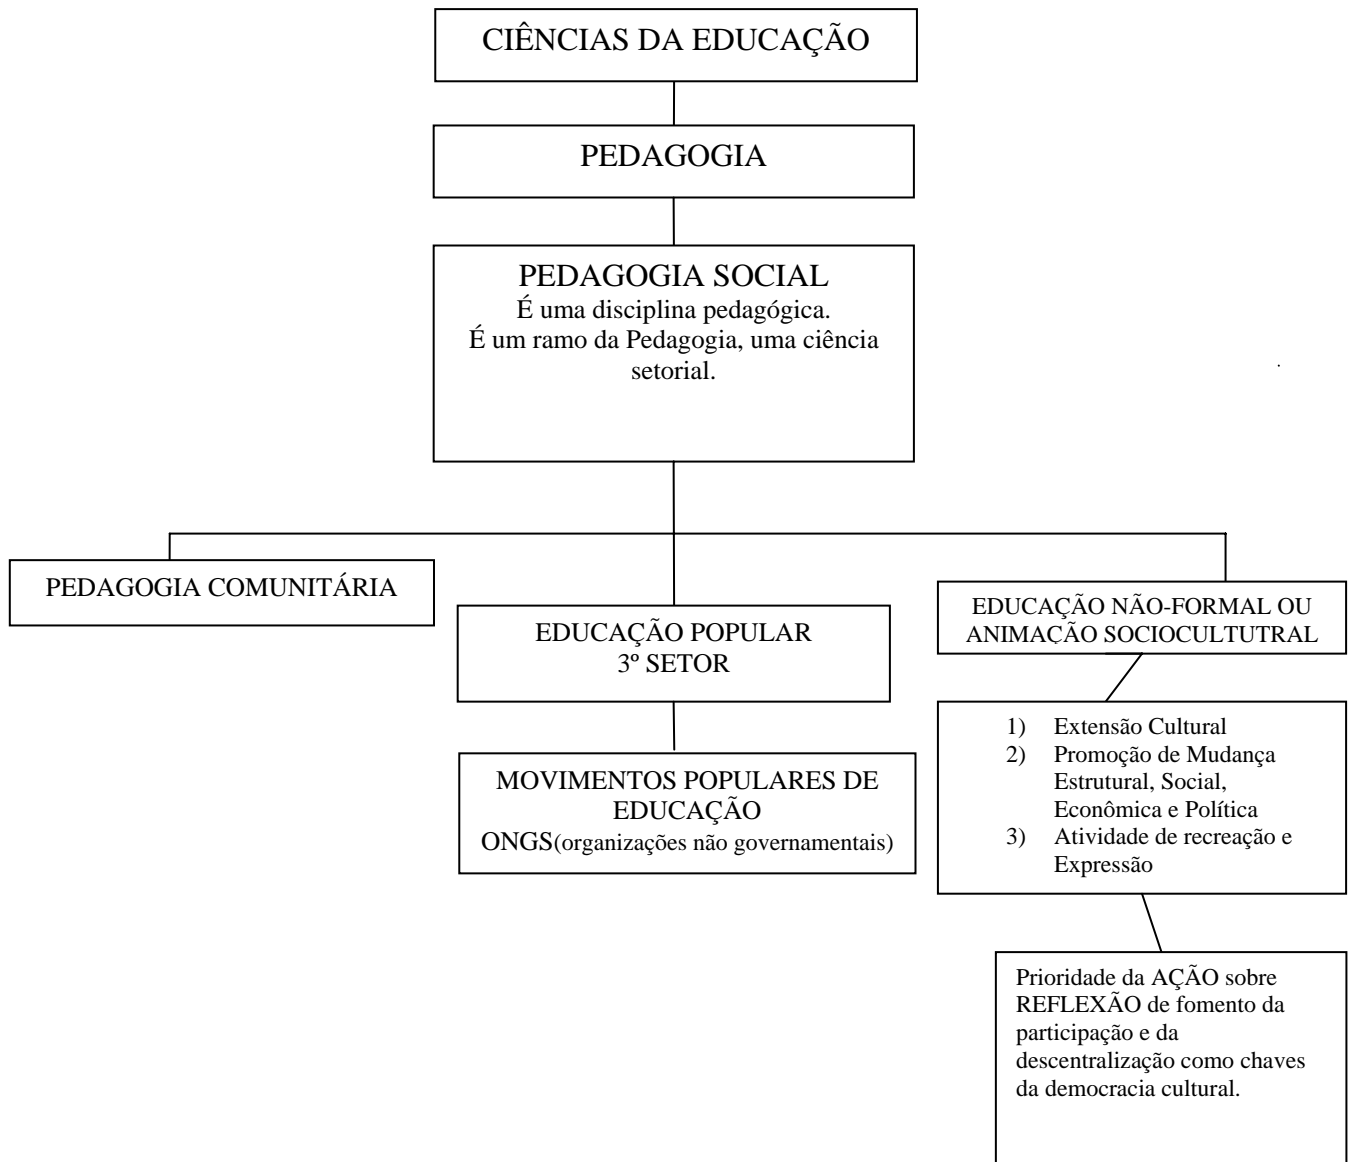 CIÊNCIAS DA EDUCAÇÃO
PEDAGOGIA
PEDAGOGIA SOCIAL
É uma disciplina pedagógica.
É um ramo da Pedagogia, uma ciência
setorial.
PEDAGOGIA COMUNITÁRIA
EDUCAÇÃO POPULAR
3º SETOR
MOVIMENTOS POPULARES DE
EDUCAÇÃO
ONGS(organizações não governamentais)
EDUCAÇÃO NÃO-FORMAL OU
ANIMAÇÃO SOCIOCULTUTRAL
1) Extensão Cultural
2) Promoção de Mudança
Estrutural, Social,
Econômica e Política
3) Atividade de recreação e
Expressão
Prioridade da AÇÃO sobre
REFLEXÃO de fomento da
participação e da
descentralização como chaves
da democracia cultural.